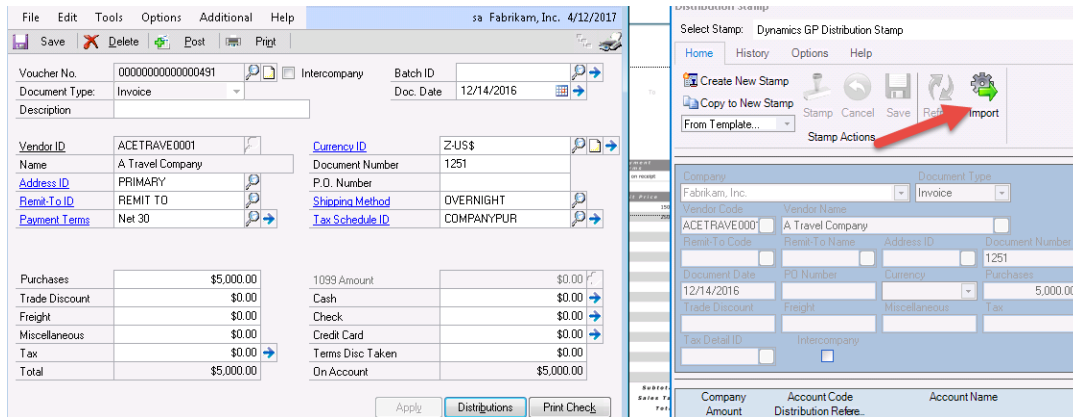 File Edit Tools Options Additional Help sa Fabrikam, Inc. 4/12/2017
Save Delete Post Print
Voucher No. 00000000000000491 Intercompany Batch ID
Document Type: Invoice Doc. Date 12/14/2016
Description
Vendor ID ACETRAVE0001 Currency ID Z-US$
Name A Travel Company Document Number 1251
Address ID PRIMARY P.O. Number
Remit-To ID REMIT TO Shipping Method OVERNIGHT
Payment Terms Net 30 Tax Schedule ID COMPANYPUR
Purchases $5,000.00 1099 Amount $0.00
Trade Discount $0.00 Cash $0.00
Freight $0.00 Check $0.00
Miscellaneous $0.00 Credit Card $0.00
Tax $0.00 Terms Disc Taken $0.00
Total $5,000.00 On Account $5,000.00
Apply Distributions Print Check
on receipt
Distribution Stamp
Select Stamp: Dynamics GP Distribution Stamp
Home History Options Help
Create New Stamp
Copy to New Stamp
From Template...
Stamp Cancel Save Import
Stamp Actions
Company Document Type
Fabrikam, Inc. Invoice
Vendor Code Vendor Name
ACETRAVE000 A Travel Company
Remit-To Code Remit-To Name Address ID Document Number
1251
Document Date PO Number Currency Purchases
12/14/2016 5,000.00
Trade Discount Freight Miscellaneous Tax
Tax Detail ID Intercompany
Company Account Code Account Name
Amount Distribution Refere..